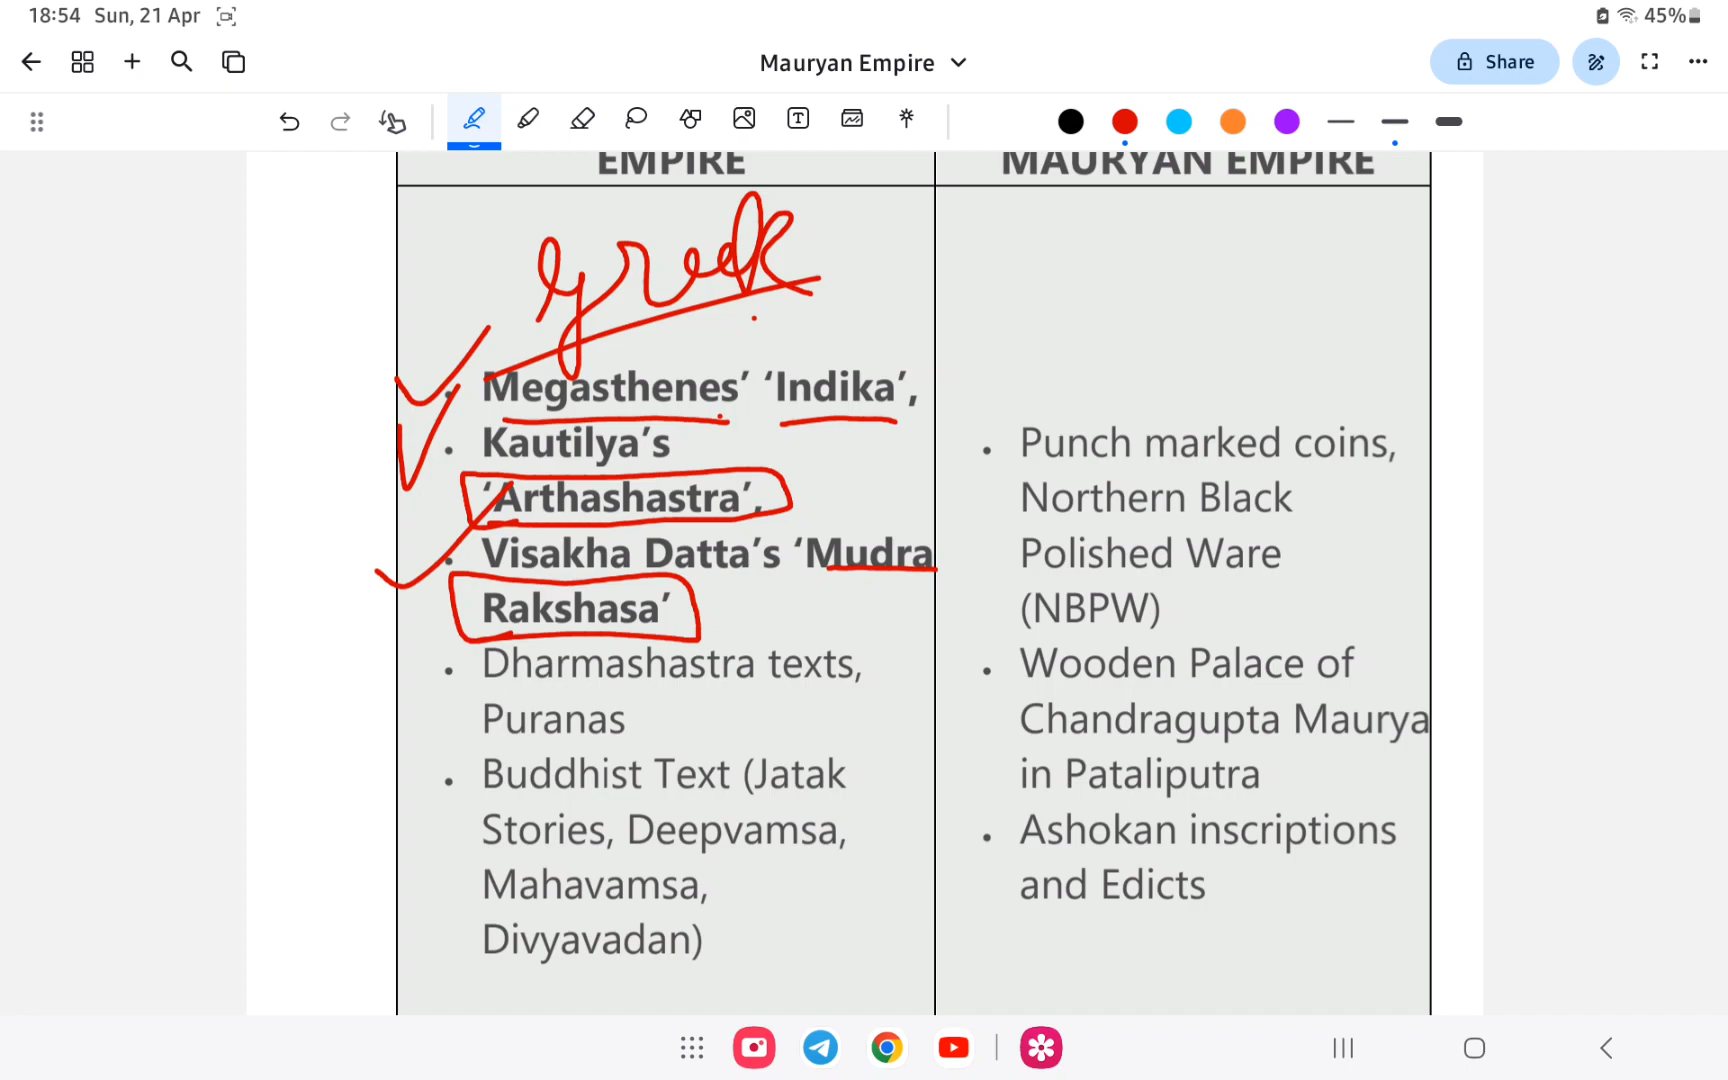 18:54 Sun, 21 Apr
45%
Mauryan Empire
Share
EMPIRE
MAURYAN EMPIRE
greek
• Megasthenes’ ‘Indika’,
• Kautilya’s
‘Arthashastra’,
• Visakha Datta’s ‘Mudra
Rakshasa’
• Dharmashastra texts,
Puranas
• Buddhist Text (Jatak
Stories, Deepvamsa,
Mahavamsa,
Divyavadan)
• Punch marked coins,
Northern Black
Polished Ware
(NBPW)
• Wooden Palace of
Chandragupta Maurya
in Pataliputra
• Ashokan inscriptions
and Edicts